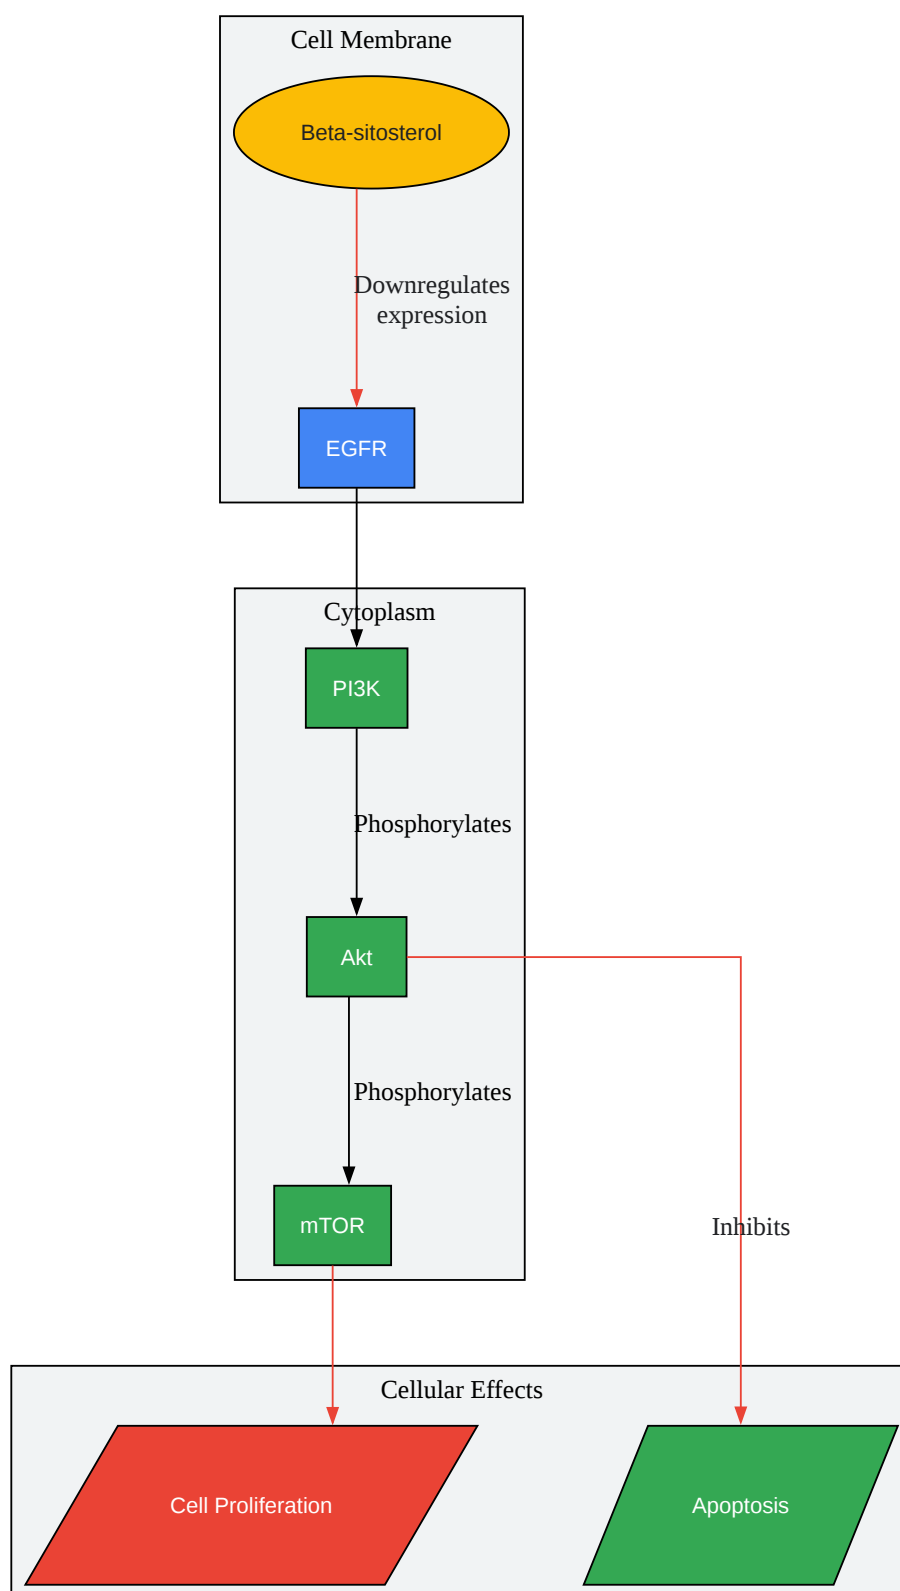 Cell Membrane
Beta-sitosterol
Downregulates
expression
EGFR
Cytoplasm
PI3K
Phosphorylates
Akt
Phosphorylates
mTOR
Inhibits
Cellular Effects
Cell Proliferation
Apoptosis